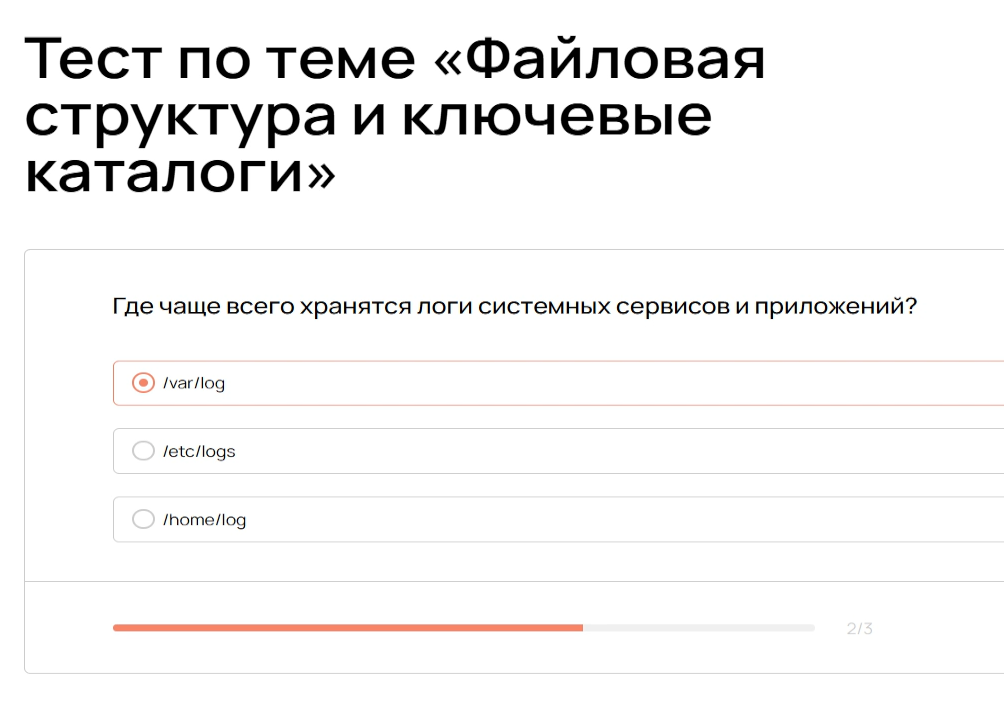 Тест по теме «Файловая
структура и ключевые
каталоги»
Где чаще всего хранятся логи системных сервисов и приложений?
/var/log
/etc/logs
/home/log
2/3